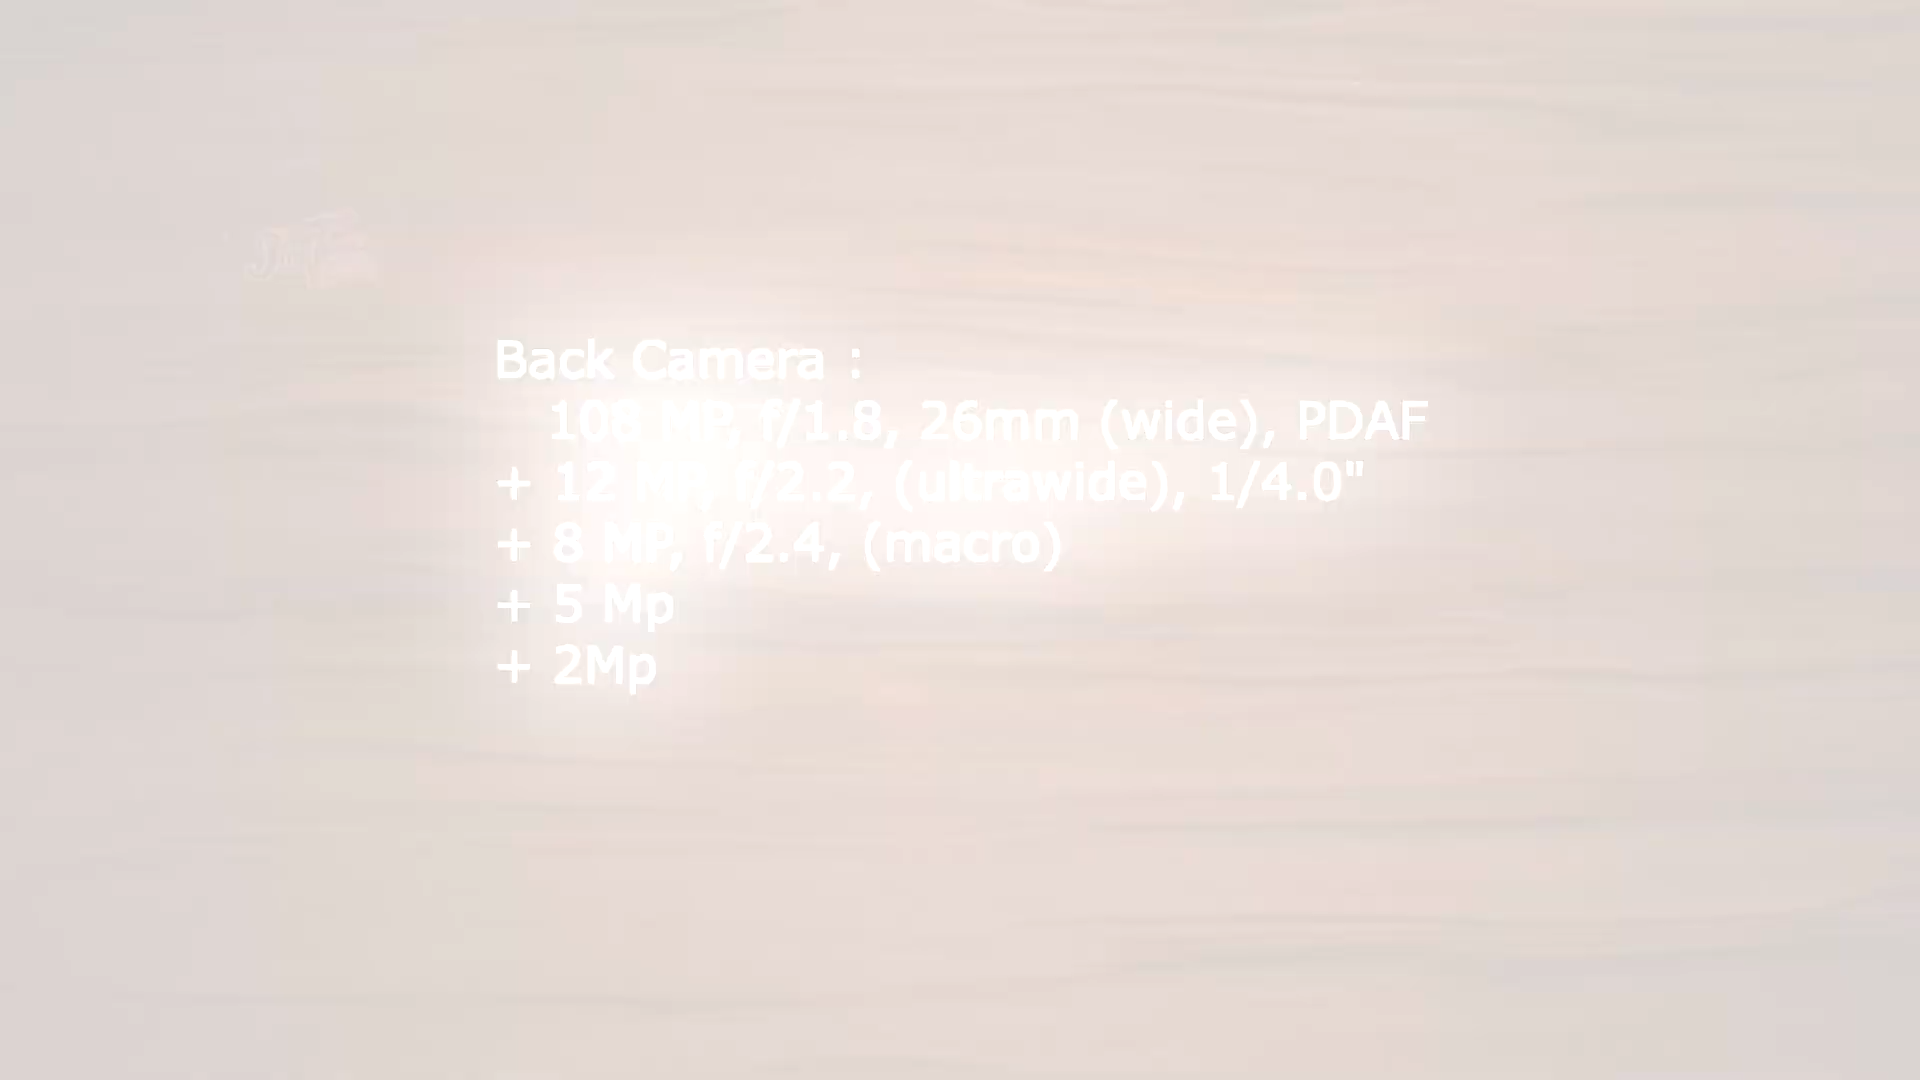 Back Camera :
108 MP, f/1.8, 26mm (wide), PDAF
+ 12 MP, f/2.2, (ultrawide), 1/4.0"
+ 8 MP, f/2.4, (macro)
+ 5 Mp
+ 2Mp